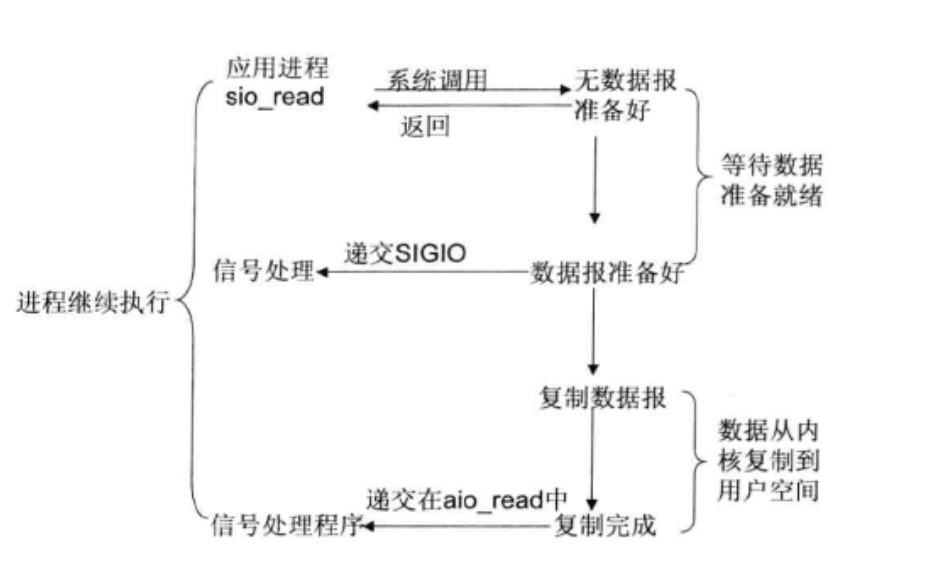 应用进程
sio_read
系统调用
返回
无数据报
准备好
等待数据
准备就绪
递交SIGIO
信号处理
数据报准备好
进程继续执行
复制数据报
数据从内
核复制到
用户空间
递交在aio_read中
信号处理程序
复制完成